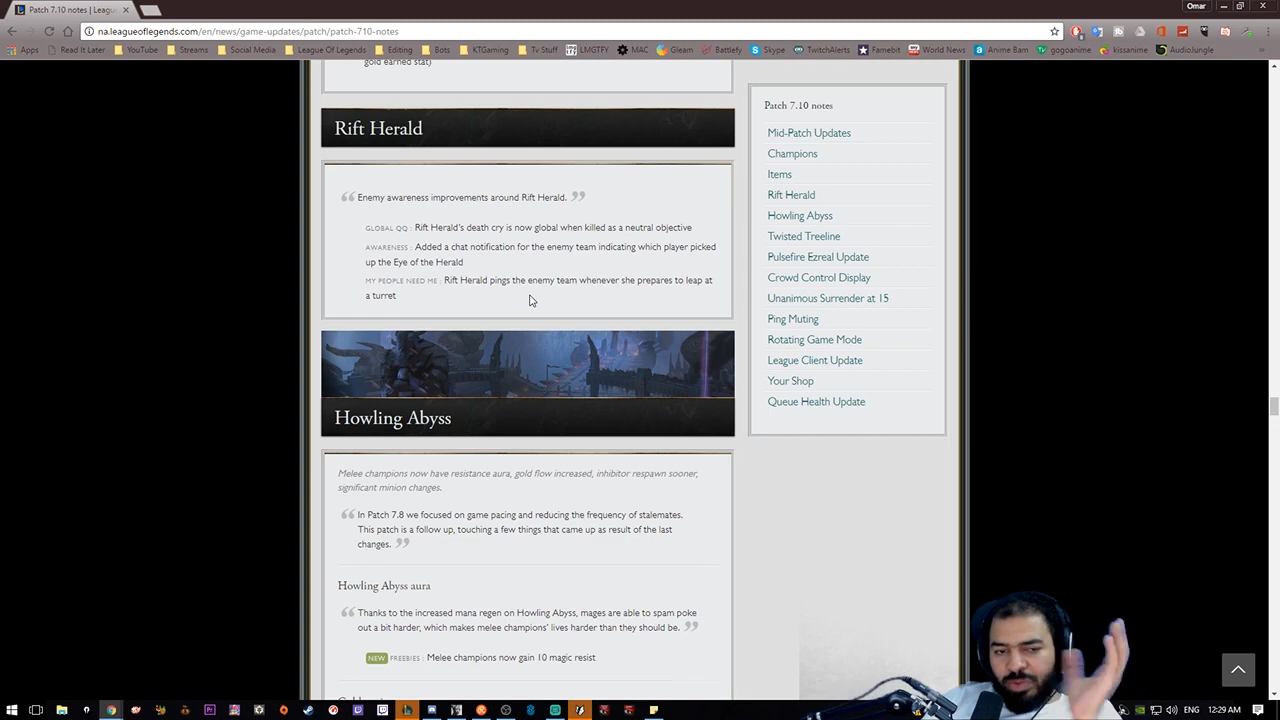 Patch 7.10 notes | Leagu
Omar
na.leagueoflegends.com/en/news/game-updates/patch/patch-710-notes
Apps Read It Later YouTube Streams Social Media League Of Legends Editing Bots KTGaming Tv Stuff LMGTFY MAC Gleam Battlefy Skype TwitchAlerts Famebit World News Anime Bam gogoanime kissanime AudioJungle
gold earned stat)
Rift Herald
Enemy awareness improvements around Rift Herald.
GLOBAL QQ : Rift Herald's death cry is now global when killed as a neutral objective
AWARENESS : Added a chat notification for the enemy team indicating which player picked
up the Eye of the Herald
MY PEOPLE NEED ME : Rift Herald pings the enemy team whenever she prepares to leap at
a turret
Howling Abyss
Melee champions now have resistance aura, gold flow increased, inhibitor respawn sooner,
significant minion changes.
In Patch 7.8 we focused on game pacing and reducing the frequency of stalemates.
This patch is a follow up, touching a few things that came up as result of the last
changes.
Howling Abyss aura
Thanks to the increased mana regen on Howling Abyss, mages are able to spam poke
out a bit harder, which makes melee champions' lives harder than they should be.
NEW FREEBIES : Melee champions now gain 10 magic resist
Patch 7.10 notes
Mid-Patch Updates
Champions
Items
Rift Herald
Howling Abyss
Twisted Treeline
Pulsefire Ezreal Update
Crowd Control Display
Unanimous Surrender at 15
Ping Muting
Rotating Game Mode
League Client Update
Your Shop
Queue Health Update
ENG 12:29 AM